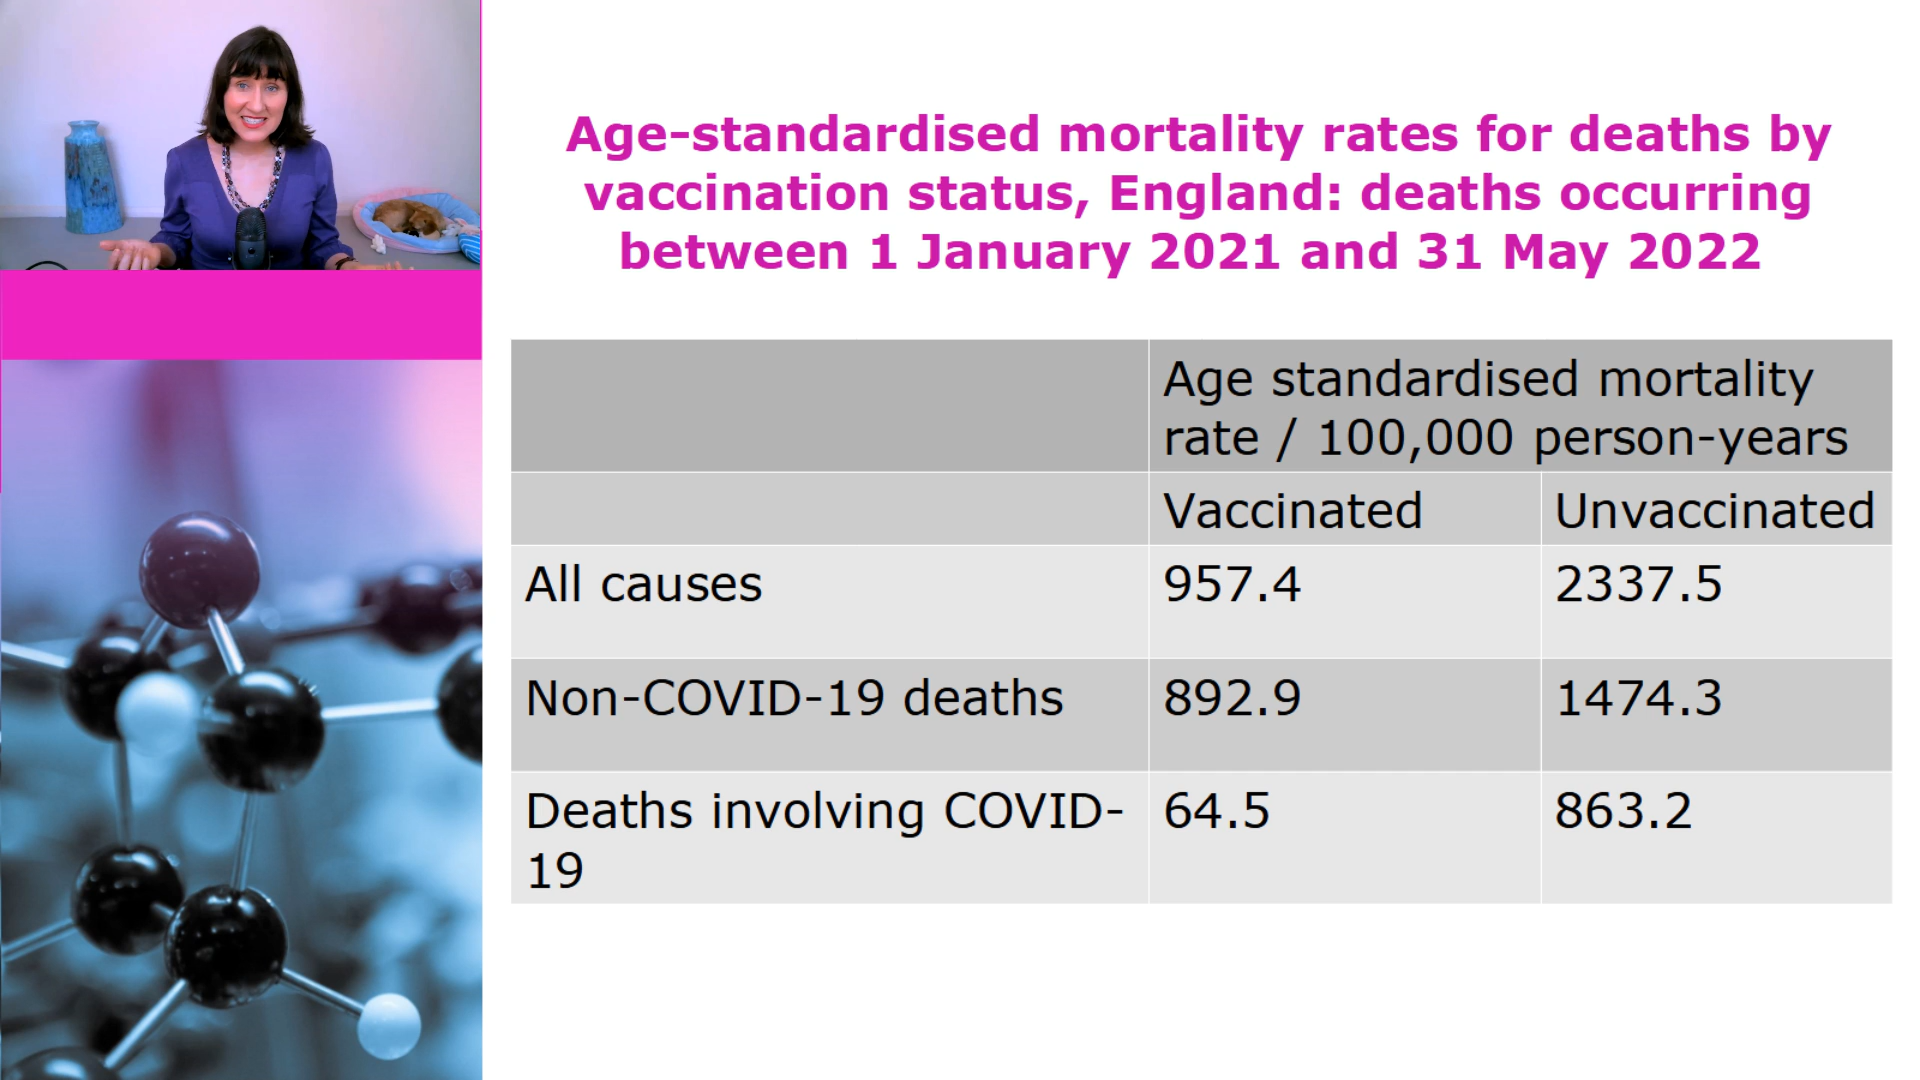 Age-standardised mortality rates for deaths by
vaccination status, England: deaths occurring
between 1 January 2021 and 31 May 2022
Age standardised mortality
rate / 100,000 person-years
Vaccinated
Unvaccinated
All causes
957.4
2337.5
Non-COVID-19 deaths
892.9
1474.3
Deaths involving COVID-
19
64.5
863.2